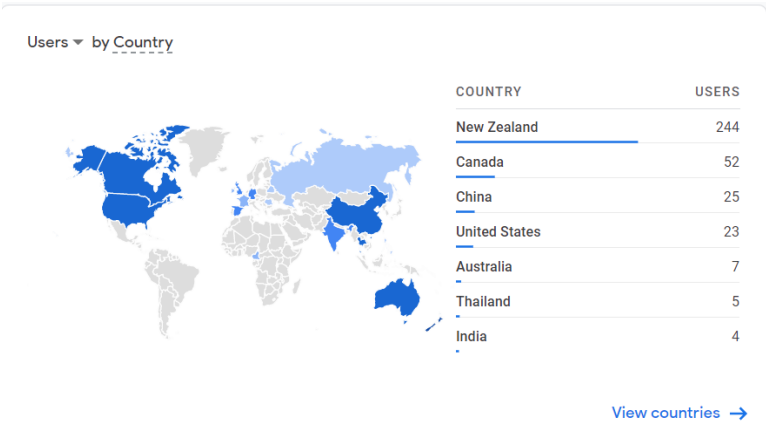 Users by Country
COUNTRY USERS
New Zealand 244
Canada 52
China 25
United States 23
Australia 7
Thailand 5
India 4
View countries